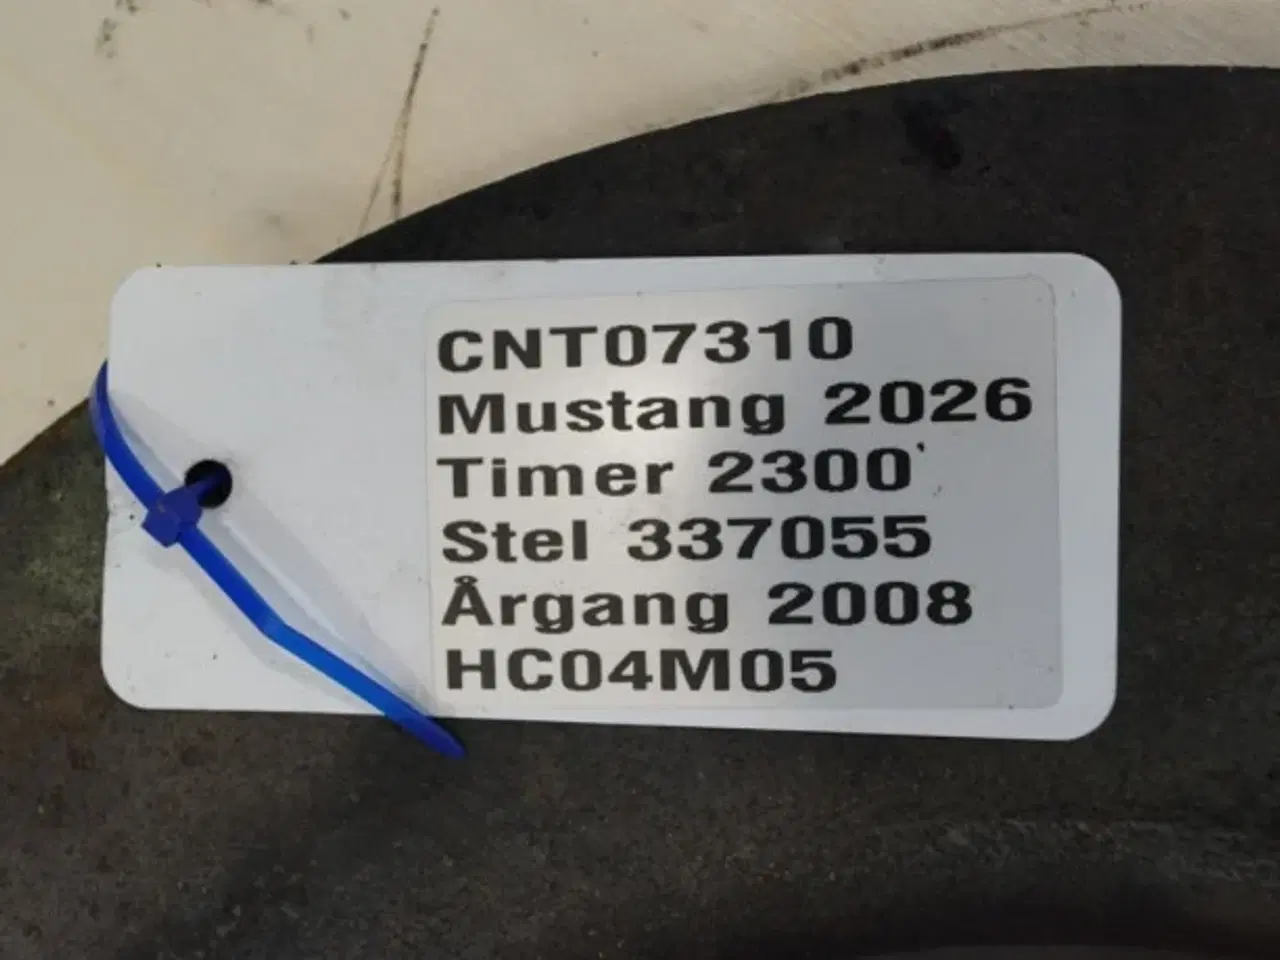 CNT07310
Mustang 2026
Timer 2300
Stel 337055
Årgang 2008
HC04M05